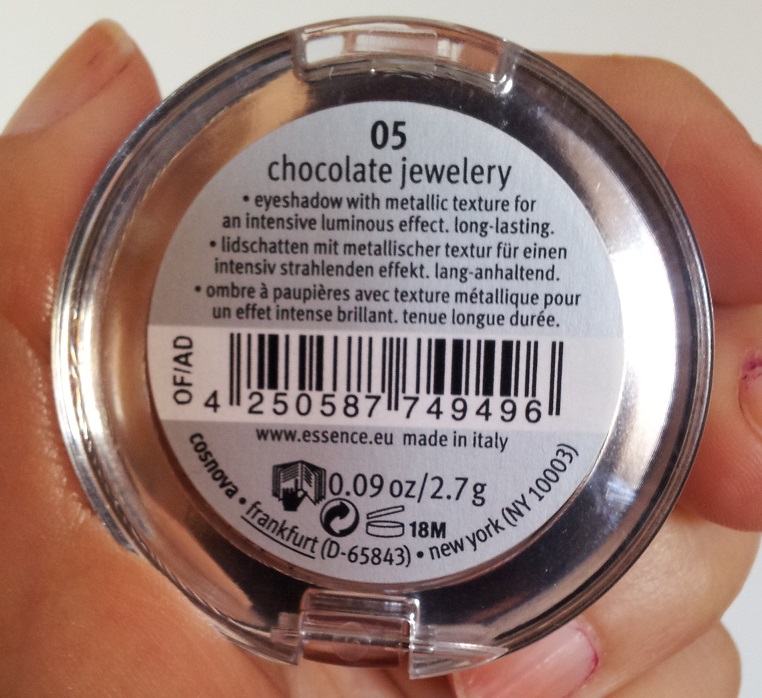 05
chocolate jewelery
• eyeshadow with metallic texture for
an intensive luminous effect. long-lasting.
• lidschatten mit metallischer textur für einen
intensiv strahlenden effekt. lang-anhaltend.
• ombre à paupières avec texture métallique pour
un effet intense brillant. tenue longue durée.
OF/AD
4 250587 749496
www.essence.eu made in italy
0.09 oz/2.7 g
18M
cosnova • frankfurt (D-65843) • new york (NY 10003)